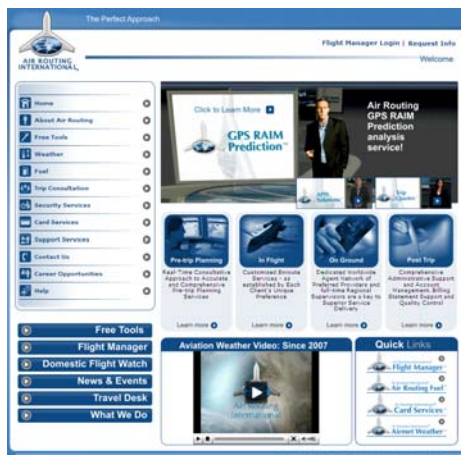 The Perfect Approach
AIR ROUTING
INTERNATIONAL
Flight Manager Login | Request Info
Welcome
Home
About Air Routing
Free Tools
Weather
Fuel
Trip Consultation
Security Services
Card Services
Support Services
Contact Us
Career Opportunities
Help
Click to Learn More
GPS RAIM
Prediction
Air Routing
GPS RAIM
Prediction
analysis
service!
APIS
Solutions
Trip
Quotes
Pre-trip Planning
Real-Time Consultative
Approach to Accurate
and Comprehensive
Pre-trip Planning
Services
Learn more
In Flight
Customized Enroute
Services - as
established by Each
Client's Unique
Preference
Learn more
On Ground
Dedicated Worldwide
Agent Network of
Preferred Providers and
full-time Regional
Supervisors are a key to
Superior Service
Delivery
Learn more
Post Trip
Comprehensive
Administrative Support
and Account
Management. Billing
Statement Support and
Quality Control
Learn more
Free Tools
Flight Manager
Domestic Flight Watch
News & Events
Travel Desk
What We Do
Aviation Weather Video: Since 2007
Air Routing
International
Quick Links
Flight Manager
Air Routing Fuel
Card Services
Airnet Weather